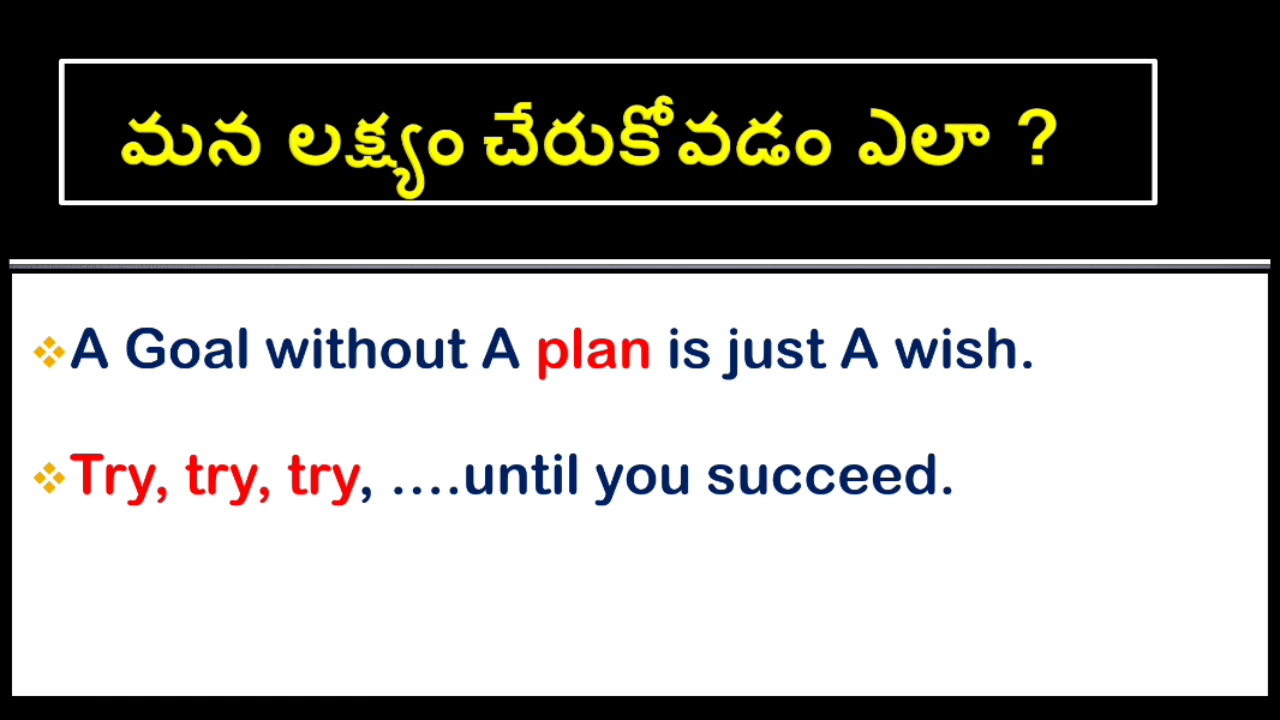 మన లక్ష్యం చేరుకోవడం ఎలా ?
A Goal without A plan is just A wish.
Try, try, try, ....until you succeed.